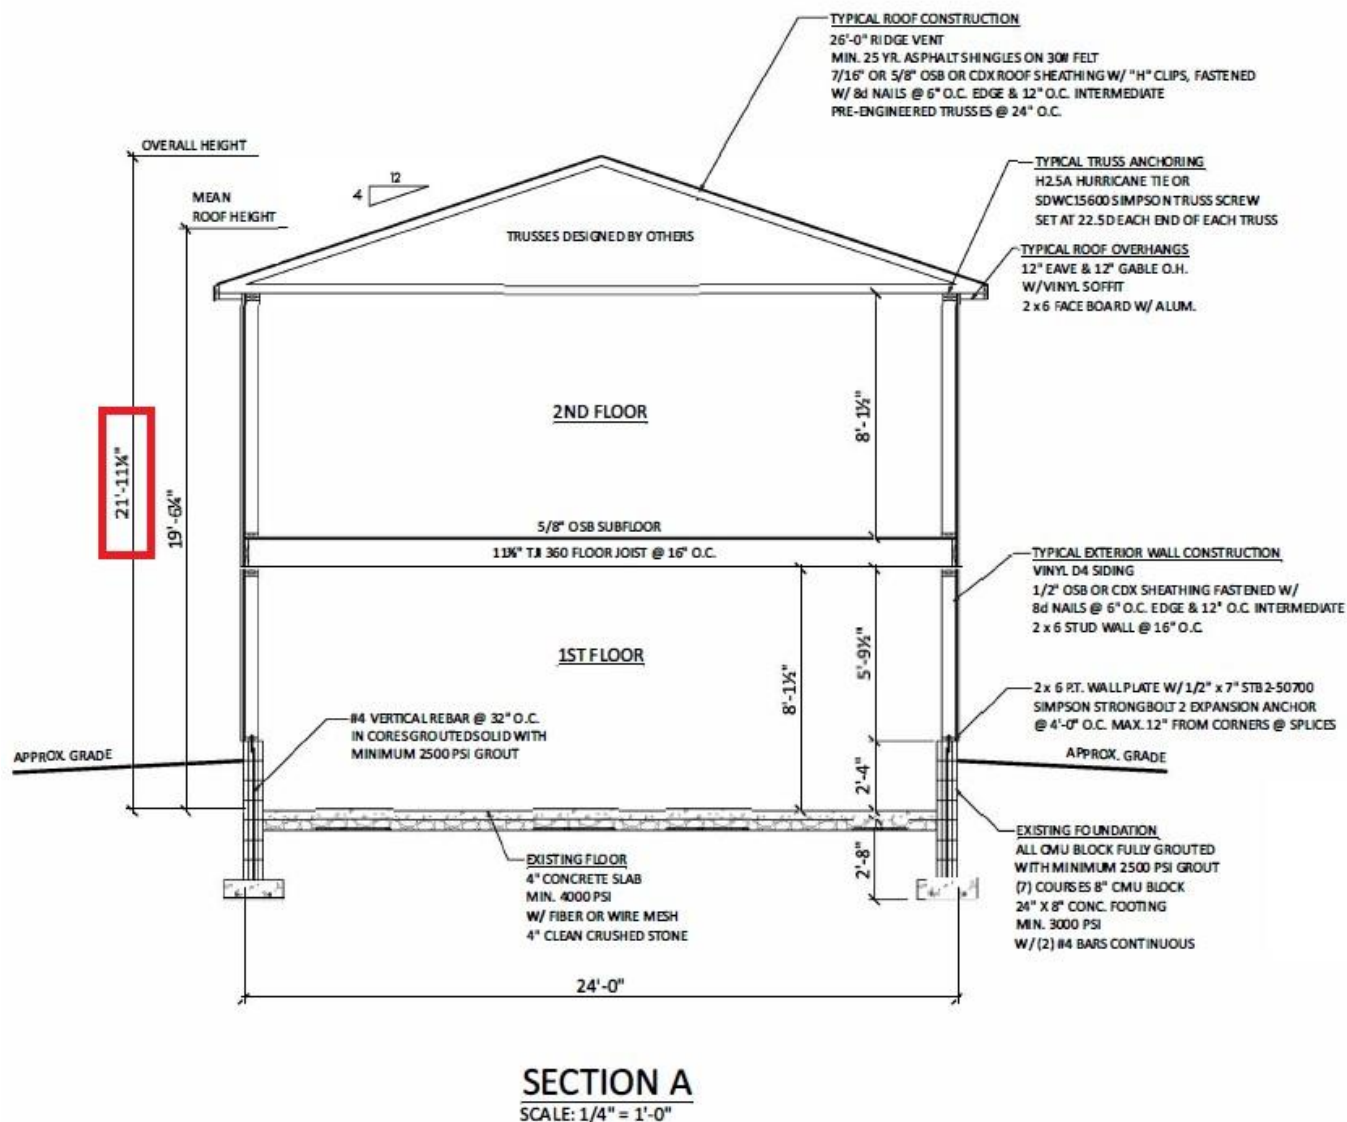 TYPICAL ROOF CONSTRUCTION
26'-0" RIDGE VENT
MIN. 25 YR. ASPHALT SHINGLES ON 30# FELT
7/16" OR 5/8" OSB OR CDX ROOF SHEATHING W/ "H" CLIPS, FASTENED
W/ 8d NAILS @ 6" O.C. EDGE & 12" O.C. INTERMEDIATE
PRE-ENGINEERED TRUSSES @ 24" O.C.
OVERALL HEIGHT
MEAN
ROOF HEIGHT
12
4
TRUSSES DESIGNED BY OTHERS
TYPICAL TRUSS ANCHORING
H2.5A HURRICANE TIE OR
SDWC15600 SIMPSON TRUSS SCREW
SET AT 22.5D EACH END OF EACH TRUSS
TYPICAL ROOF OVERHANGS
12" EAVE & 12" GABLE O.H.
W/ VINYL SOFFIT
2 x 6 FACE BOARD W/ ALUM.
2ND FLOOR
8'-1½"
21'-11¼"
19'-6¼"
5/8" OSB SUBFLOOR
TJI 360 FLOOR JOIST @ 16" O.C.
TYPICAL EXTERIOR WALL CONSTRUCTION
VINYL D4 SIDING
1/2" OSB OR CDX SHEATHING FASTENED W/
8d NAILS @ 6" O.C. EDGE & 12" O.C. INTERMEDIATE
2 x 6 STUD WALL @ 16" O.C.
1ST FLOOR
8'-1½"
5'-9½"
2 x 6 P.T. WALL PLATE W/ 1/2" x 7" STB2-50700
SIMPSON STRONGBOLT 2 EXPANSION ANCHOR
@ 4'-0" O.C. MAX. 12" FROM CORNERS @ SPLICES
#4 VERTICAL REBAR @ 32" O.C.
IN CORES GROUTED SOLID WITH
MINIMUM 2500 PSI GROUT
APPROX. GRADE
APPROX. GRADE
2'-4"
2'-8"
EXISTING FLOOR
4" CONCRETE SLAB
MIN. 4000 PSI
W/ FIBER OR WIRE MESH
4" CLEAN CRUSHED STONE
EXISTING FOUNDATION
ALL CMU BLOCK FULLY GROUTED
WITH MINIMUM 2500 PSI GROUT
(7) COURSES 8" CMU BLOCK
24" X 8" CONC. FOOTING
MIN. 3000 PSI
W/ (2) #4 BARS CONTINUOUS
24'-0"
SECTION A
SCALE: 1/4" = 1'-0"